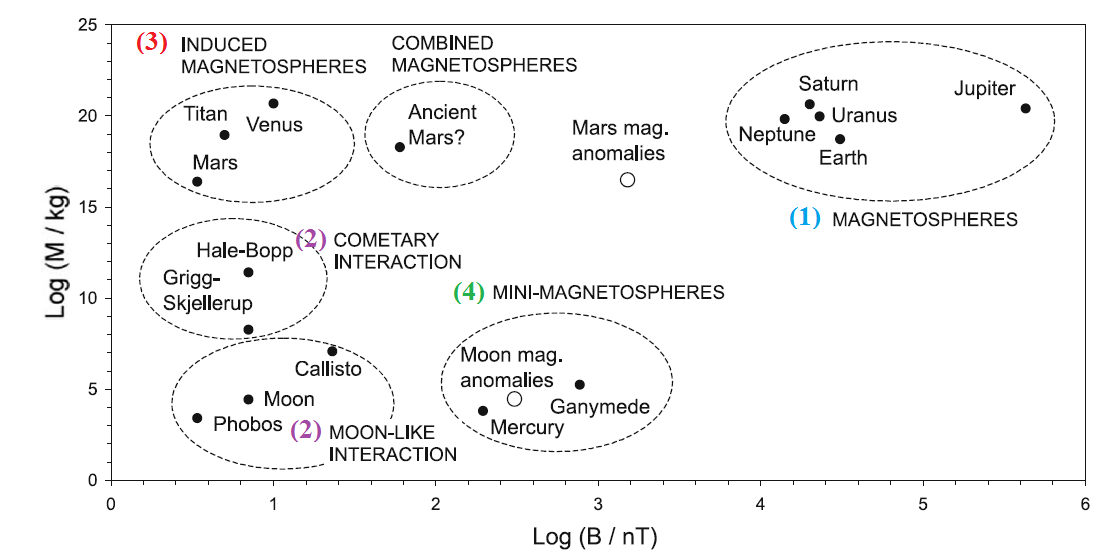 25
20
15
10
5
0
Log (M / kg)
(3) INDUCED
MAGNETOSPHERES
Titan
Venus
Mars
COMBINED
MAGNETOSPHERES
Ancient
Mars?
Mars mag.
anomalies
Saturn
Jupiter
Neptune
Uranus
Earth
(1) MAGNETOSPHERES
(2) COMETARY
INTERACTION
Hale-Bopp
Grigg-
Skjellerup
(4) MINI-MAGNETOSPHERES
Moon mag.
anomalies
Ganymede
Mercury
Callisto
Moon
Phobos
(2) MOON-LIKE
INTERACTION
0 1 2 3 4 5 6
Log (B / nT)